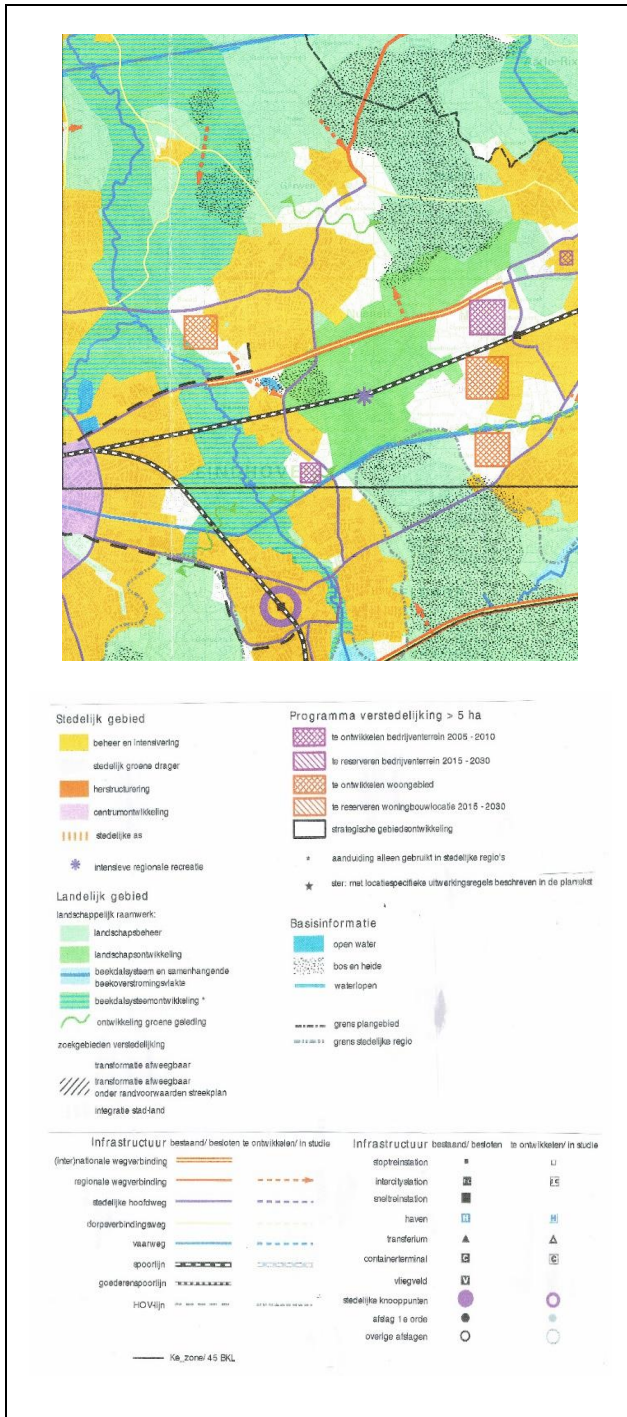 Aarle-Rix
Gerwen
Stedelijk gebied
beheer en intensivering
stedelijk groene drager
herstructurering
centrumontwikkeling
stedelijke as
intensieve regionale recreatie
Landelijk gebied
landschappelijk raamwerk:
landschapsbeheer
landschapsontwikkeling
beekdalsysteem en samenhangende
beekoverstromingsvlakte
beekdalsysteemontwikkeling *
ontwikkeling groene geleding
zoekgebieden verstedelijking
transformatie afweegbaar
transformatie afweegbaar
onder randvoorwaarden streekplan
integratie stad-land
Programma verstedelijking > 5 ha
te ontwikkelen bedrijventerrein 2005 - 2010
te reserveren bedrijventerrein 2015 - 2030
te ontwikkelen woongebied
te reserveren woningbouwlocatie 2015 - 2030
strategische gebiedsontwikkeling
* aanduiding alleen gebruikt in stedelijke regio's
ster: met locatiespecifieke uitwerkingsregels beschreven in de plantekst
Basisinformatie
open water
bos en heide
waterlopen
grens plangebied
grens stedelijke regio
Infrastructuur bestaand/ besloten te ontwikkelen/ in studie
(inter)nationale wegverbinding
regionale wegverbinding
stedelijke hoofdweg
dorpsverbindingsweg
vaarweg
spoorlijn
goederenspoorlijn
HOV-lijn
Ke_zone/ 45 BKL
Infrastructuur bestaand/ besloten te ontwikkelen/ in studie
stoptreinstation
intercitystation
sneltreinstation
haven H H
transferium
containerterminal C C
vliegveld V
stedelijke knooppunten
afslag 1e orde
overige afslagen